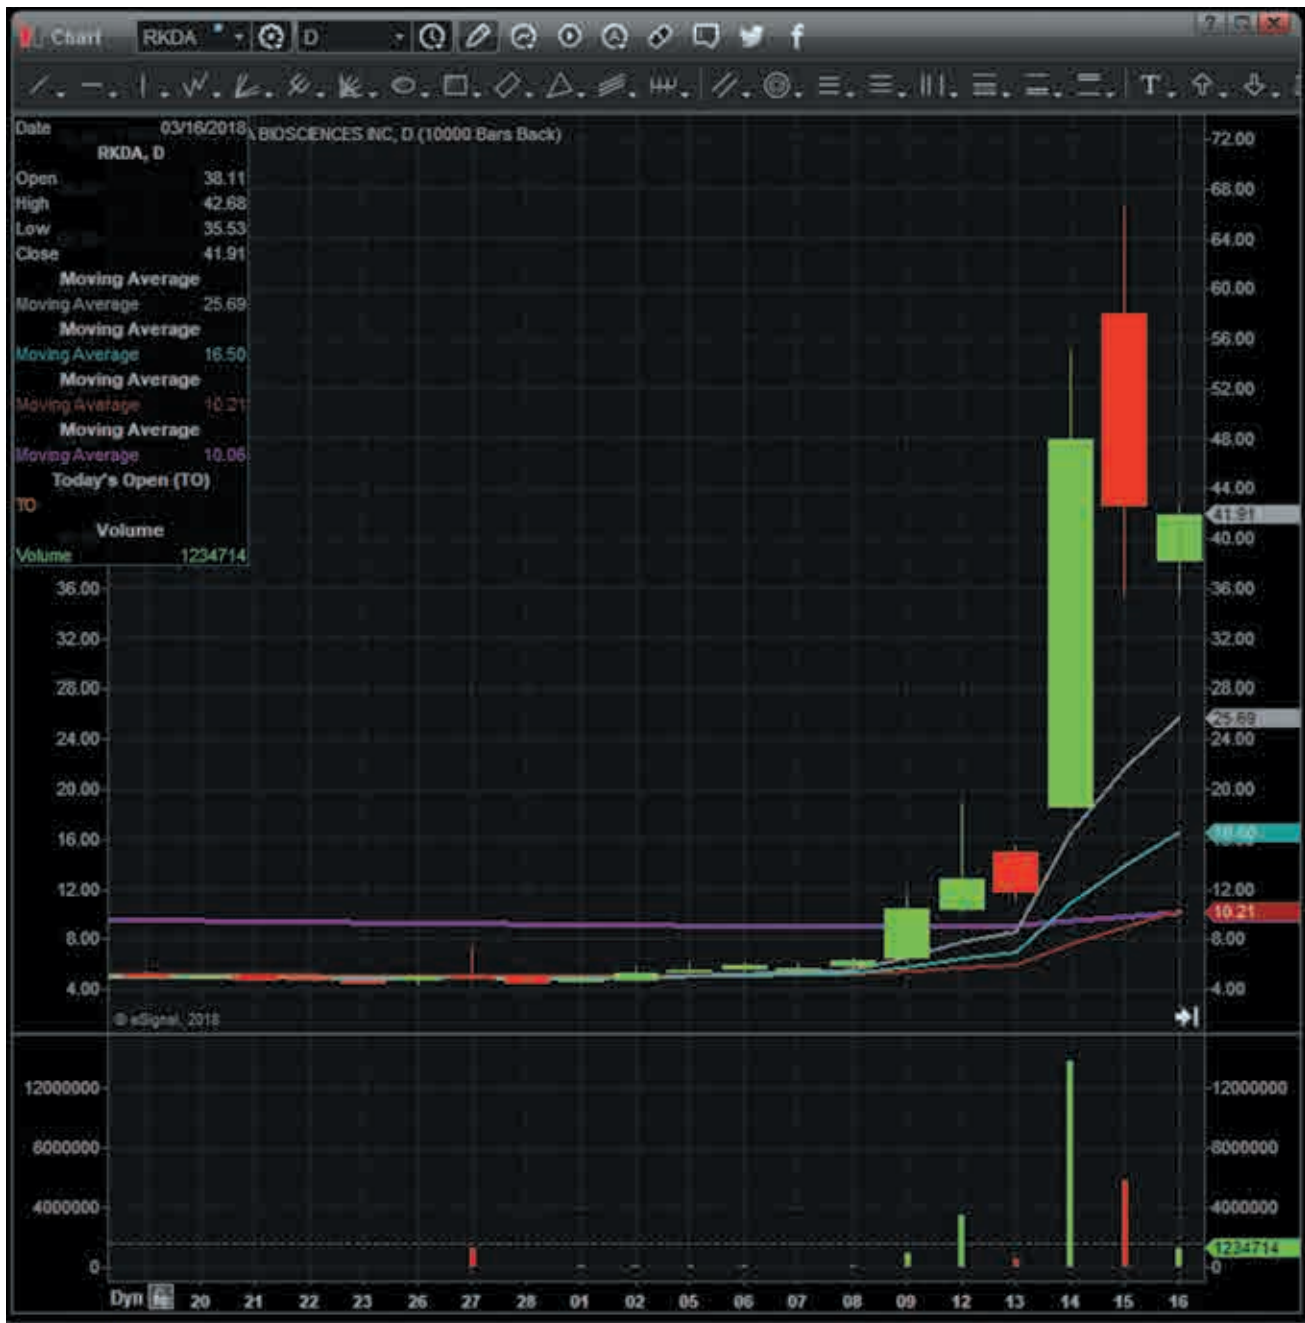 Chart RKDA D
Date 03/16/2018 A BIOSCIENCES INC, D (10000 Bars Back)
RKDA, D
Open 38.11
High 42.68
Low 35.53
Close 41.91
Moving Average
Moving Average 25.69
Moving Average
Moving Average 16.50
Moving Average
Moving Average 10.21
Moving Average
Moving Average 10.06
Today's Open (TO)
TO
Volume
Volume 1234714
72.00
68.00
64.00
60.00
56.00
52.00
48.00
44.00
41.91
40.00
36.00 36.00
32.00 32.00
28.00 28.00
25.69
24.00 24.00
20.00 20.00
16.00
16.50
12.00 12.00
10.21
8.00 8.00
4.00 4.00
© eSignal, 2018
12000000 12000000
8000000 8000000
4000000 4000000
1234714
0 0
Dyn 20 21 22 23 26 27 28 01 02 05 06 07 08 09 12 13 14 15 16